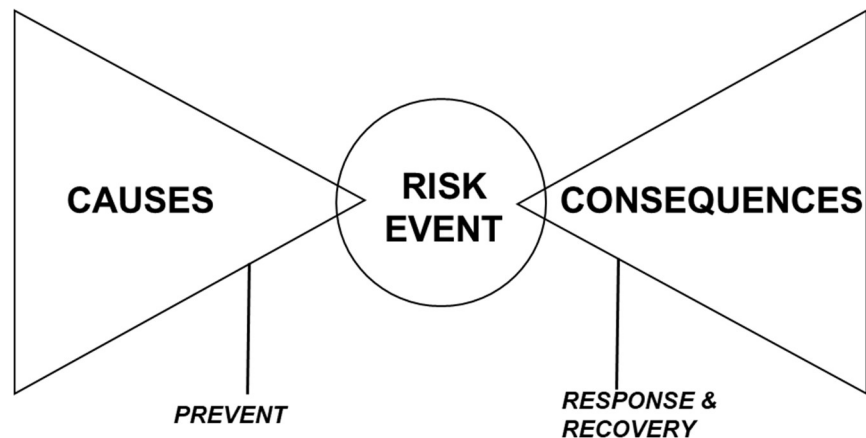 CAUSES
RISK
EVENT
CONSEQUENCES
PREVENT
RESPONSE &
RECOVERY